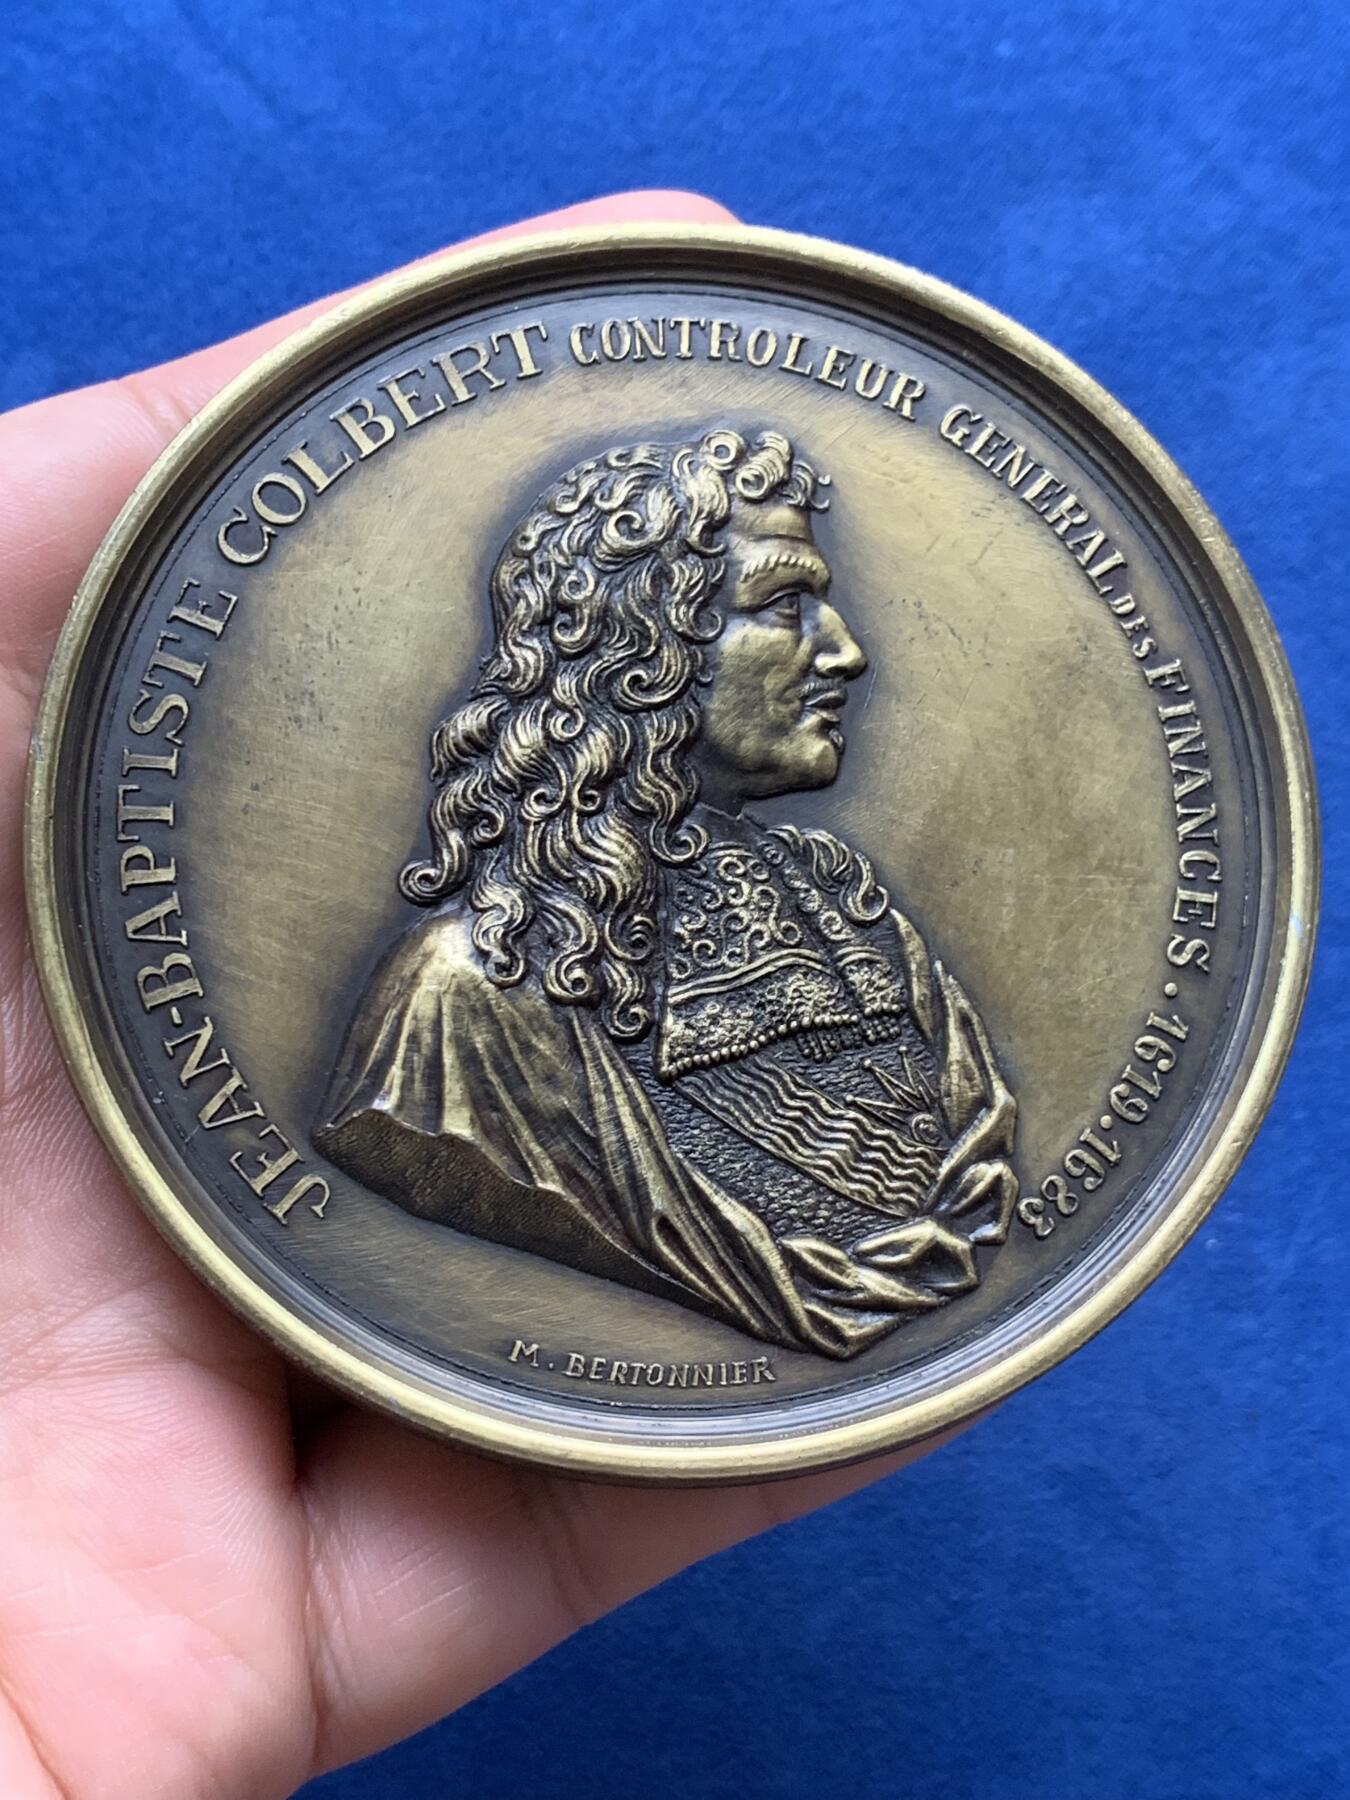 JEAN-BAPTISTE COLBERT CONTROLEUR GENERAL DES FINANCES · 1619.1683
M. BERTONNIER